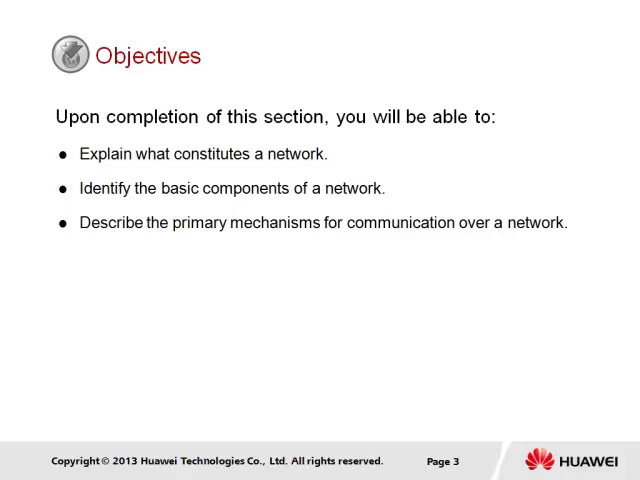 Objectives
Upon completion of this section, you will be able to:
● Explain what constitutes a network.
● Identify the basic components of a network.
● Describe the primary mechanisms for communication over a network.
Copyright © 2013 Huawei Technologies Co., Ltd. All rights reserved.
Page 3
HUAWEI